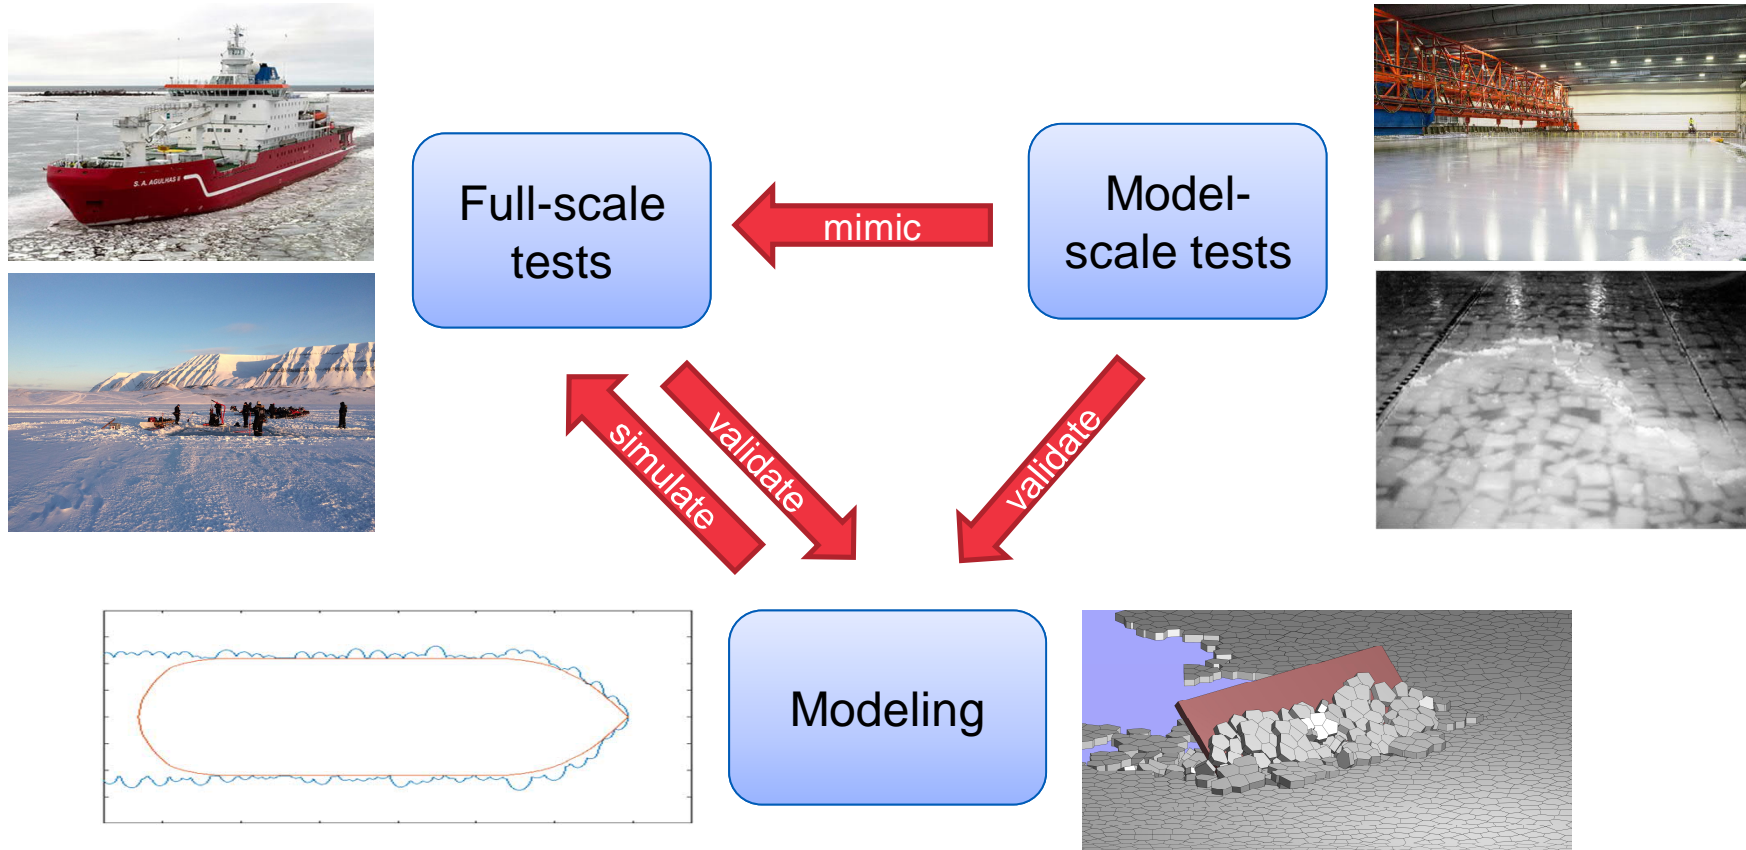 S. A. AGULHAS II
Full-scale
tests
mimic
Model-
scale tests
simulate
validate
validate
Modeling